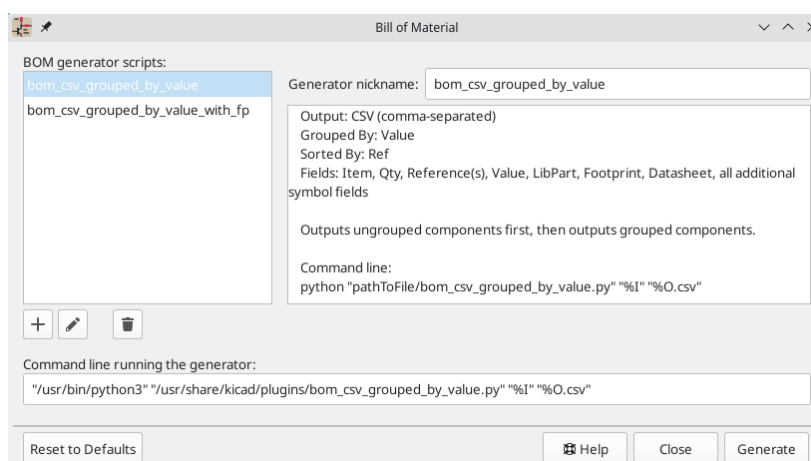 Bill of Material
BOM generator scripts:
bom_csv_grouped_by_value
bom_csv_grouped_by_value_with_fp
Generator nickname: bom_csv_grouped_by_value
Output: CSV (comma-separated)
Grouped By: Value
Sorted By: Ref
Fields: Item, Qty, Reference(s), Value, LibPart, Footprint, Datasheet, all additional
symbol fields
Outputs ungrouped components first, then outputs grouped components.
Command line:
python "pathToFile/bom_csv_grouped_by_value.py" "%I" "%O.csv"
Command line running the generator:
"/usr/bin/python3" "/usr/share/kicad/plugins/bom_csv_grouped_by_value.py" "%I" "%O.csv"
Reset to Defaults Help Close Generate